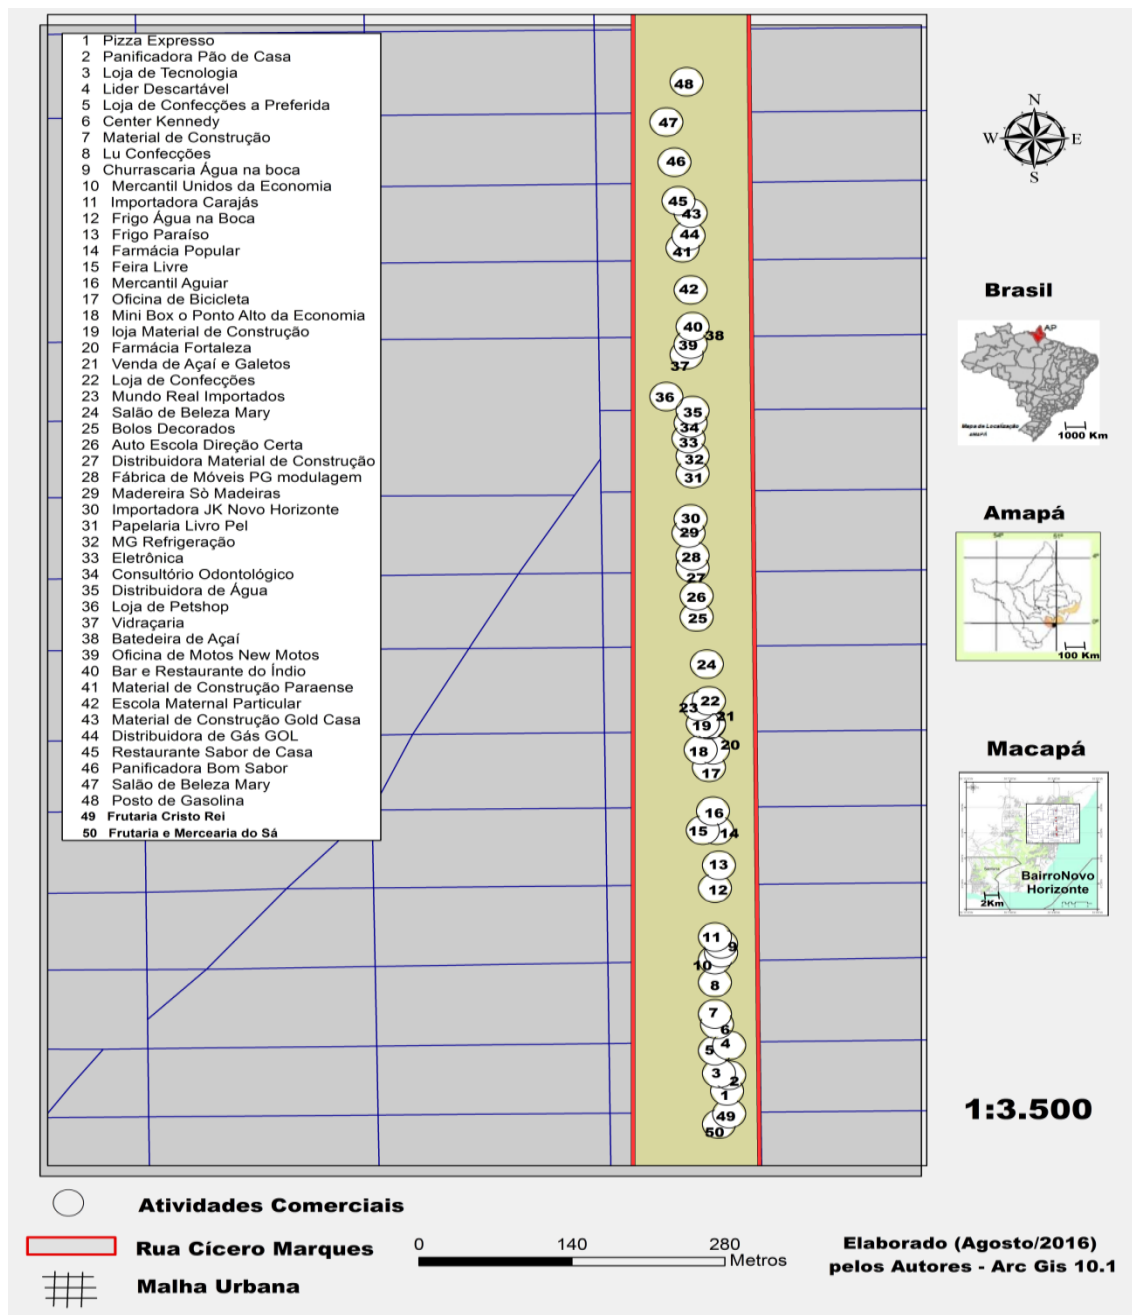 1 Pizza Expresso
2 Panificadora Pão de Casa
3 Loja de Tecnologia
4 Lider Descartável
5 Loja de Confecções a Preferida
6 Center Kennedy
7 Material de Construção
8 Lu Confecções
9 Churrascaria Água na boca
10 Mercantil Unidos da Economia
11 Importadora Carajás
12 Frigo Água na Boca
13 Frigo Paraíso
14 Farmácia Popular
15 Feira Livre
16 Mercantil Aguiar
17 Oficina de Bicicleta
18 Mini Box o Ponto Alto da Economia
19 loja Material de Construção
20 Farmácia Fortaleza
21 Venda de Açaí e Galetos
22 Loja de Confecções
23 Mundo Real Importados
24 Salão de Beleza Mary
25 Bolos Decorados
26 Auto Escola Direção Certa
27 Distribuidora Material de Construção
28 Fábrica de Móveis PG modulagem
29 Madereira Sò Madeiras
30 Importadora JK Novo Horizonte
31 Papelaria Livro Pel
32 MG Refrigeração
33 Eletrônica
34 Consultório Odontológico
35 Distribuidora de Água
36 Loja de Petshop
37 Vidraçaria
38 Batedeira de Açaí
39 Oficina de Motos New Motos
40 Bar e Restaurante do Índio
41 Material de Construção Paraense
42 Escola Maternal Particular
43 Material de Construção Gold Casa
44 Distribuidora de Gás GOL
45 Restaurante Sabor de Casa
46 Panificadora Bom Sabor
47 Salão de Beleza Mary
48 Posto de Gasolina
49 Frutaria Cristo Rei
50 Frutaria e Mercearia do Sá
48
47
46
45
43
44
41
42
40
38
39
37
36
35
34
33
32
31
30
29
28
27
26
25
24
22
23
21
19
20
18
17
16
15
14
13
12
11
9
10
8
7
6
4
5
3
2
1
49
50
N
W E
S
Brasil
AP
Mapa de Localização
1000 Km
Amapá
54º 51º
4º
0º
100 Km
Macapá
BairroNovo
Horizonte
2Km
1:3.500
Atividades Comerciais
Rua Cícero Marques
Malha Urbana
0 140 280
Metros
Elaborado (Agosto/2016)
pelos Autores - Arc Gis 10.1